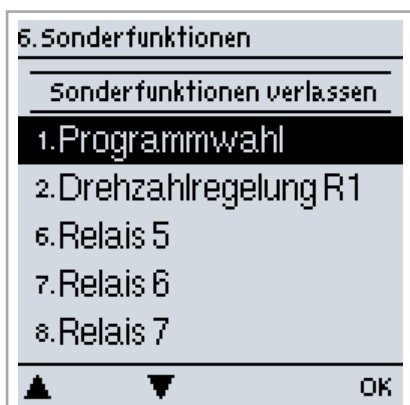 6.Sonderfunktionen
Sonderfunktionen verlassen
1.Programmwahl
2.Drehzahlregelung R1
6.Relais 5
7.Relais 6
8.Relais 7
▲ ▼ OK